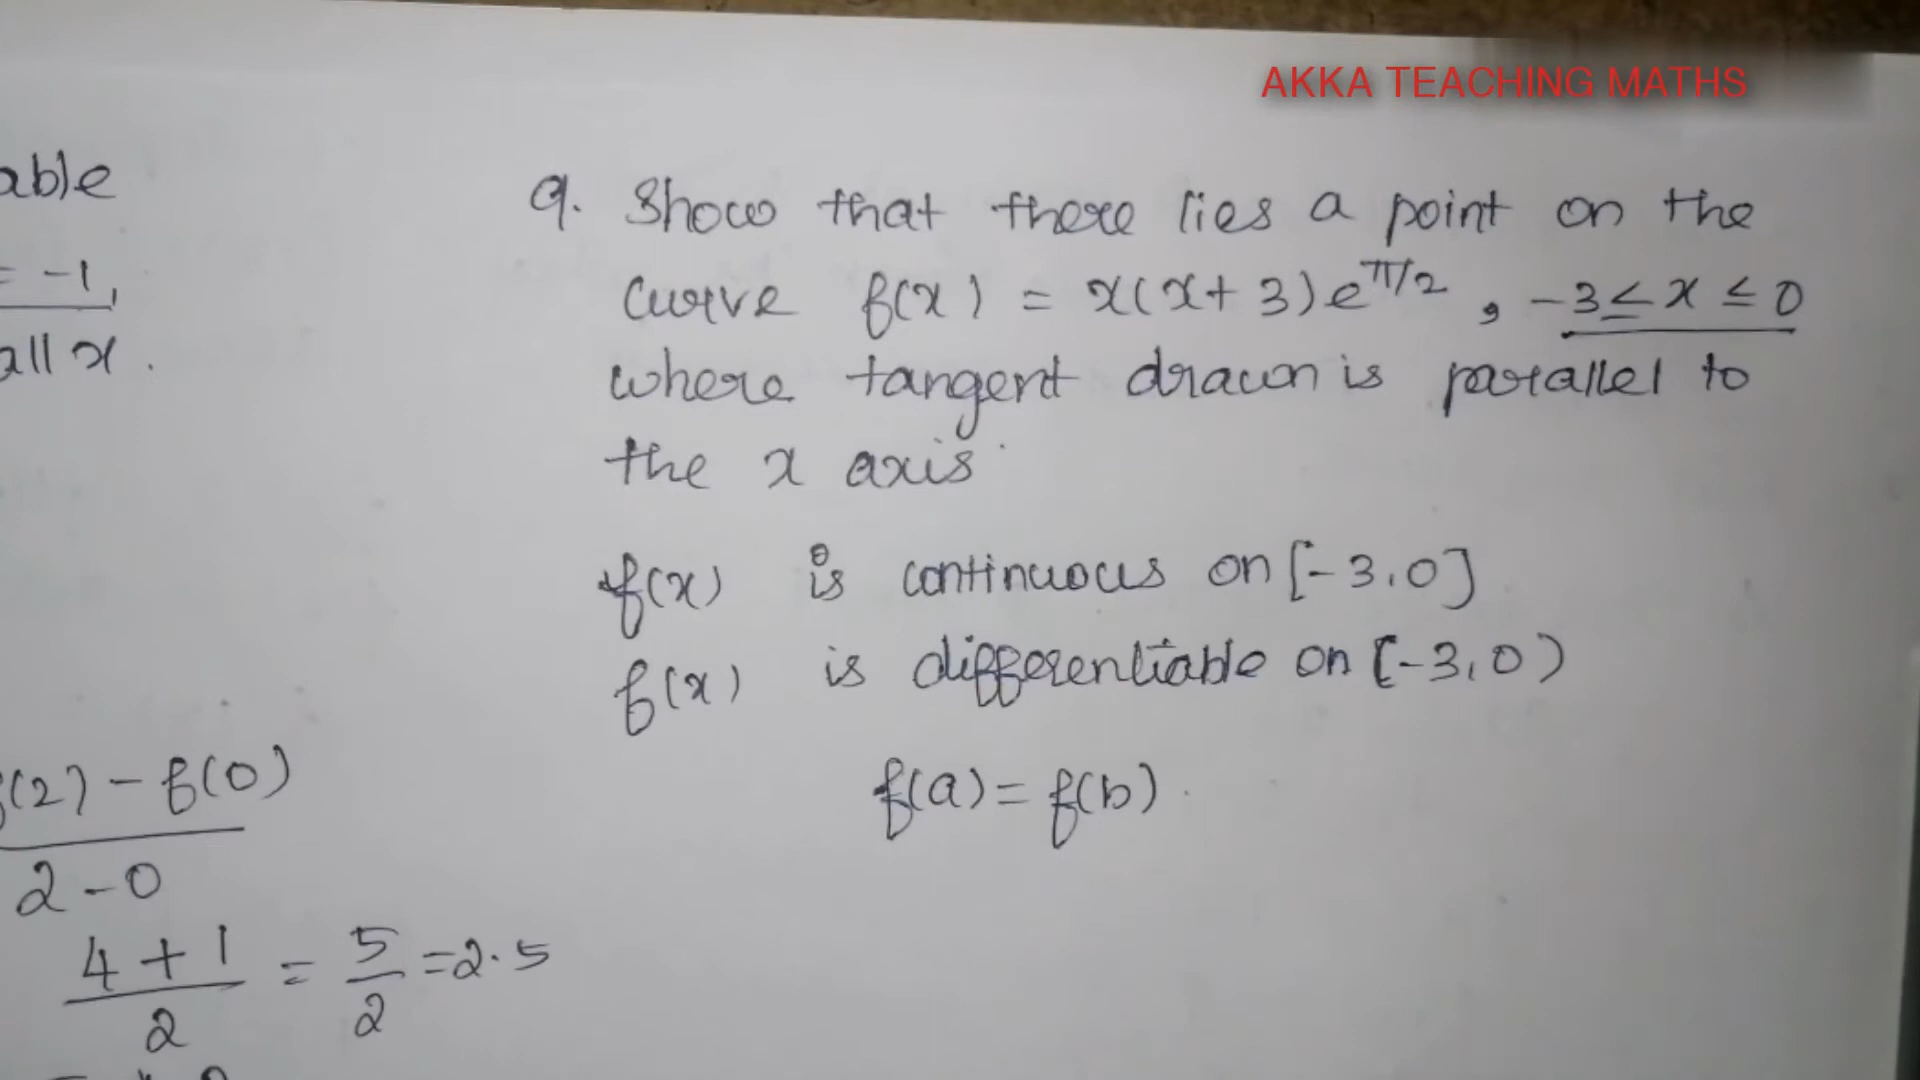 AKKA TEACHING MATHS
able
= -1,
all x.
(2) - f(0)
2 - 0
4 + 1 = 5 = 2.5
2 2
9. Show that there lies a point on the
curve f(x) = x(x+3)e^π/2, -3 ≤ x ≤ 0
where tangent drawn is parallel to
the x axis
f(x) is continuous on [-3,0]
f(x) is differentiable on (-3,0)
f(a) = f(b).